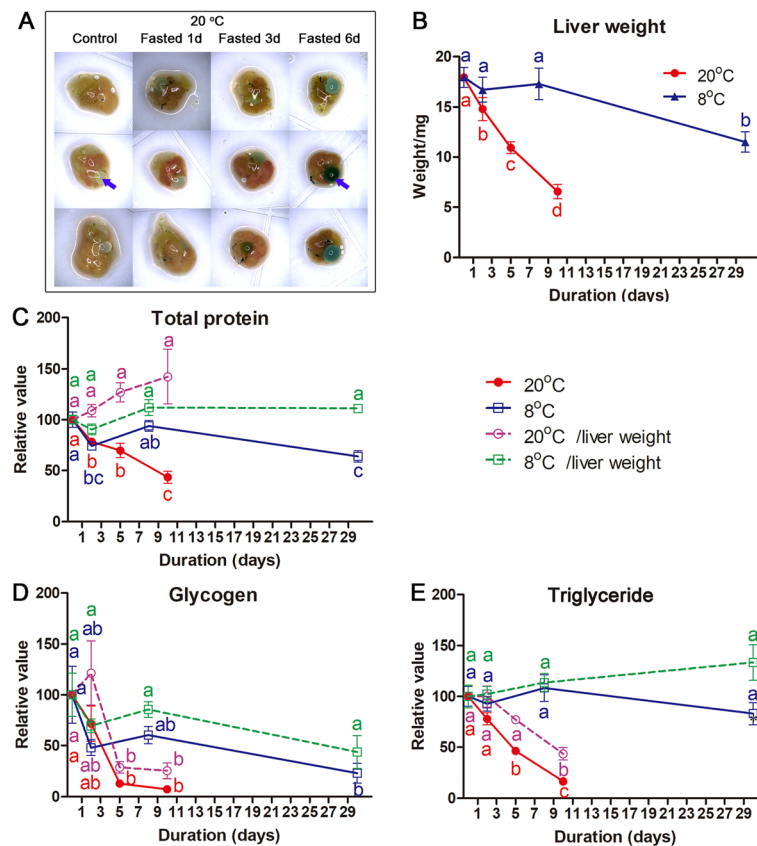 A
20 °C
Control Fasted 1d Fasted 3d Fasted 6d
B
Liver weight
20
15
10
5
0
Weight/mg
a a a b
a b c d
20°C
8°C
1 3 5 7 9 11 13 15 17 19 21 23 25 27 29
Duration (days)
C
Total protein
200
150
100
50
0
Relative value
a a a a
a a a a
a b b c
a bc ab c
1 3 5 7 9 11 13 15 17 19 21 23 25 27 29
Duration (days)
20°C
8°C
20°C /liver weight
8°C /liver weight
D
Glycogen
200
150
100
50
0
Relative value
a a a a
a ab ab b
a ab b b
a ab b b
1 3 5 7 9 11 13 15 17 19 21 23 25 27 29
Duration (days)
E
Triglyceride
200
150
100
50
0
Relative value
a a a a
a a a a
a a a b
a a b c
1 3 5 7 9 11 13 15 17 19 21 23 25 27 29
Duration (days)